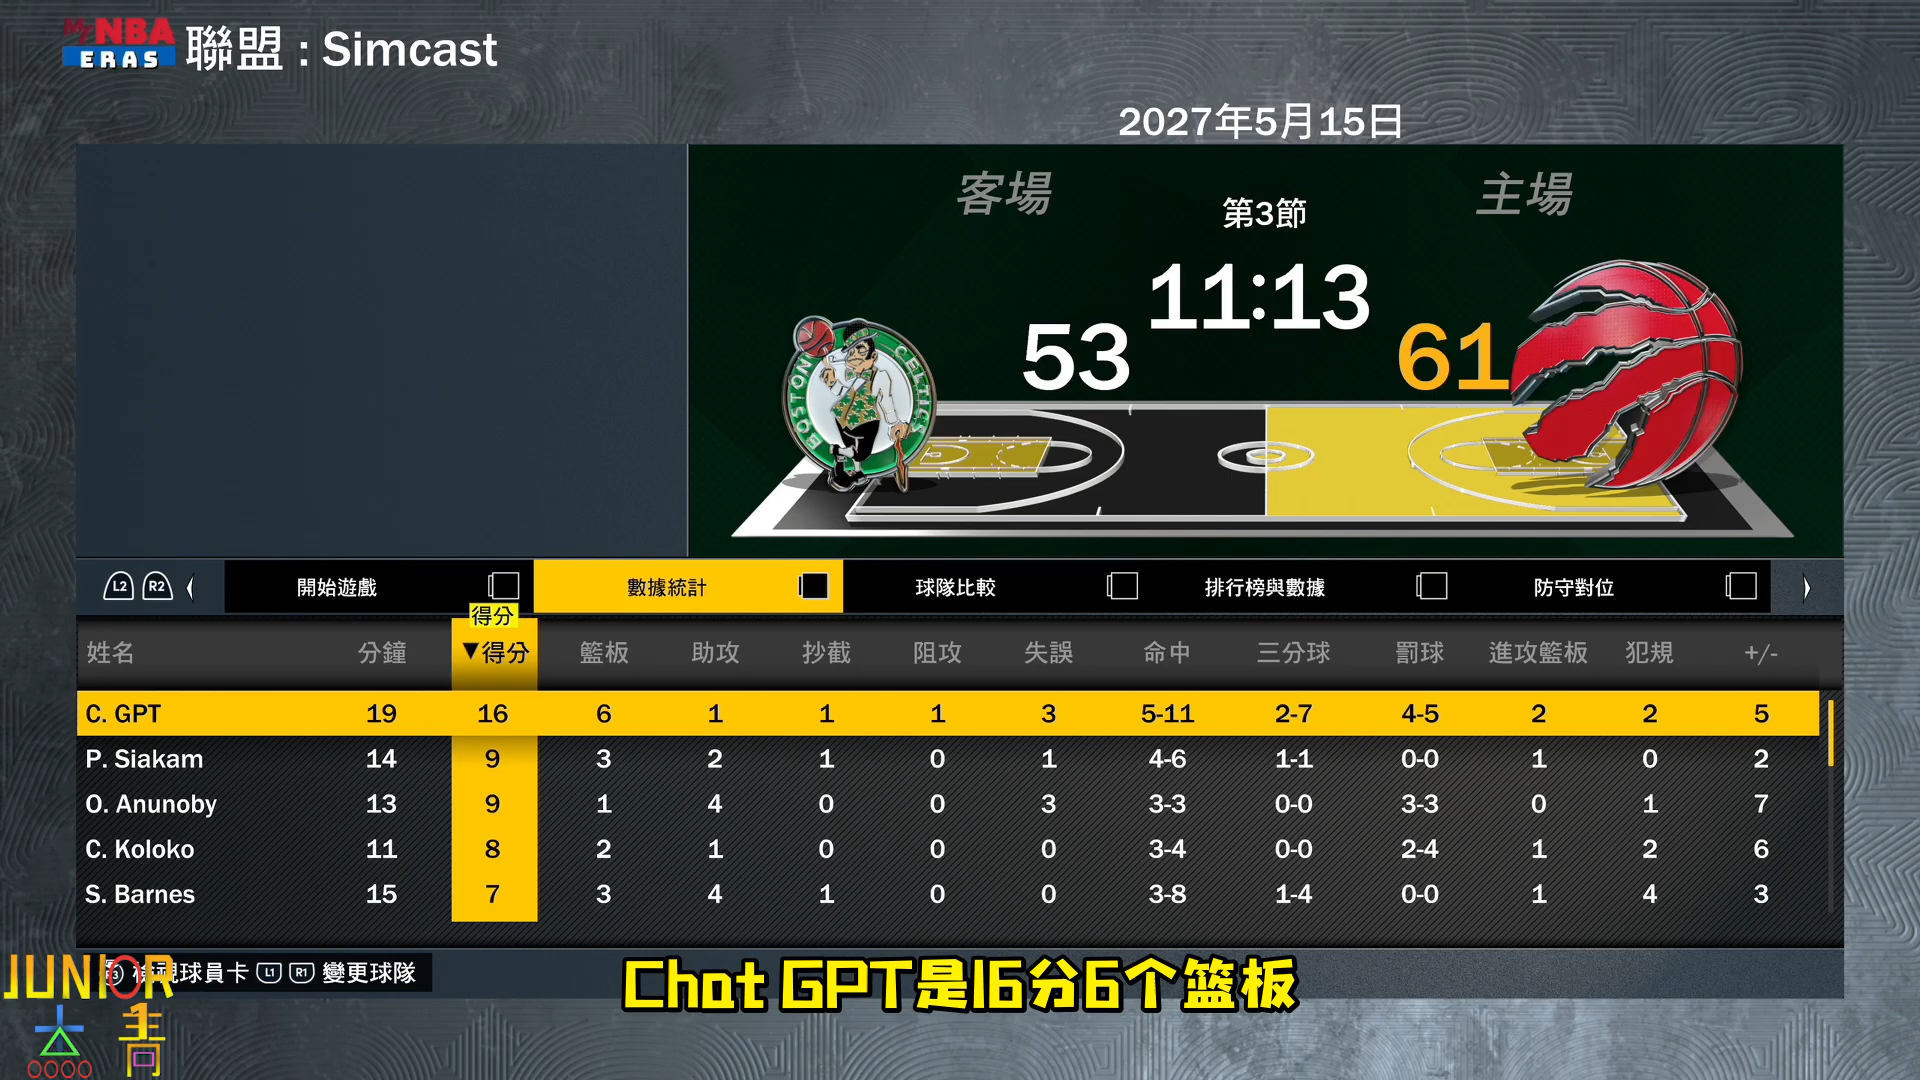 MyNBA
ERAS
聯盟 : Simcast
2027年5月15日
客場
主場
第3節
11:13
53
61
BOSTON CELTICS
L2 R2 開始遊戲 數據統計 球隊比較 排行榜與數據 防守對位
得分
姓名 分鐘 ▼得分 籃板 助攻 抄截 阻攻 失誤 命中 三分球 罰球 進攻籃板 犯規 +/-
C. GPT 19 16 6 1 1 1 3 5-11 2-7 4-5 2 2 5
P. Siakam 14 9 3 2 1 0 1 4-6 1-1 0-0 1 0 2
O. Anunoby 13 9 1 4 0 0 3 3-3 0-0 3-3 0 1 7
C. Koloko 11 8 2 1 0 0 0 3-4 0-0 2-4 1 2 6
S. Barnes 15 7 3 4 1 0 0 3-8 1-4 0-0 1 4 3
JUNIOR
球員卡 L1 R1 變更球隊
Chat GPT是16分6个篮板